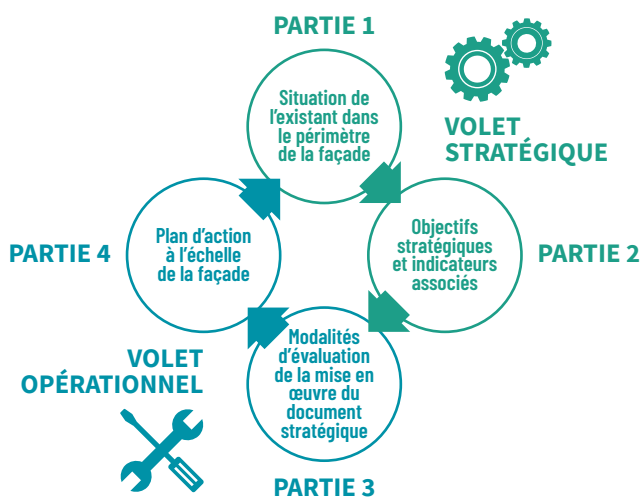 PARTIE 1
Situation de
l'existant dans
le périmètre
de la façade
VOLET
STRATÉGIQUE
PARTIE 2
Objectifs
stratégiques
et indicateurs
associés
PARTIE 3
Modalités
d'évaluation
de la mise en
œuvre du
document
stratégique
VOLET
OPÉRATIONNEL
PARTIE 4
Plan d'action
à l'échelle
de la façade